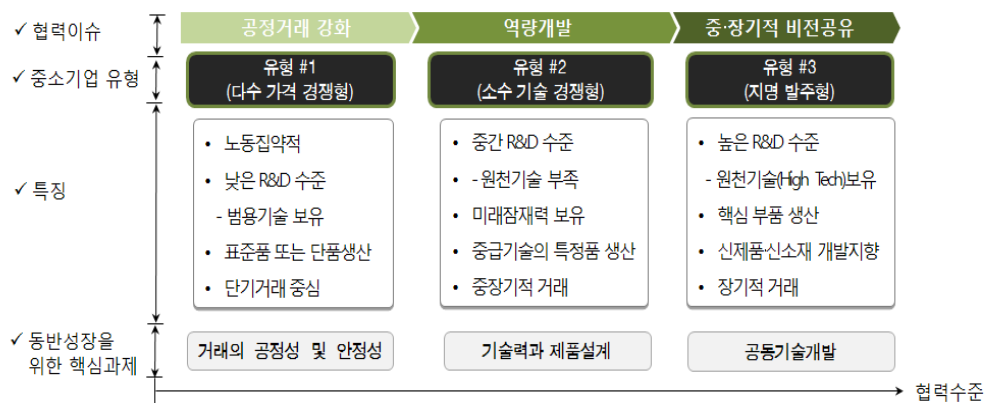 ✓ 협력이슈
공정거래 강화
역량개발
중·장기적 비전공유
✓ 중소기업 유형
유형 #1
(다수 가격 경쟁형)
유형 #2
(소수 기술 경쟁형)
유형 #3
(지명 발주형)
✓ 특징
• 노동집약적
• 낮은 R&D 수준
- 범용기술 보유
• 표준품 또는 단품생산
• 단기거래 중심
• 중간 R&D 수준
• - 원천기술 부족
• 미래잠재력 보유
• 중급기술의 특정품 생산
• 중장기적 거래
• 높은 R&D 수준
- 원천기술(High Tech)보유
• 핵심 부품 생산
• 신제품·신소재 개발지향
• 장기적 거래
✓ 동반성장을
위한 핵심과제
거래의 공정성 및 안정성
기술력과 제품설계
공동기술개발
협력수준